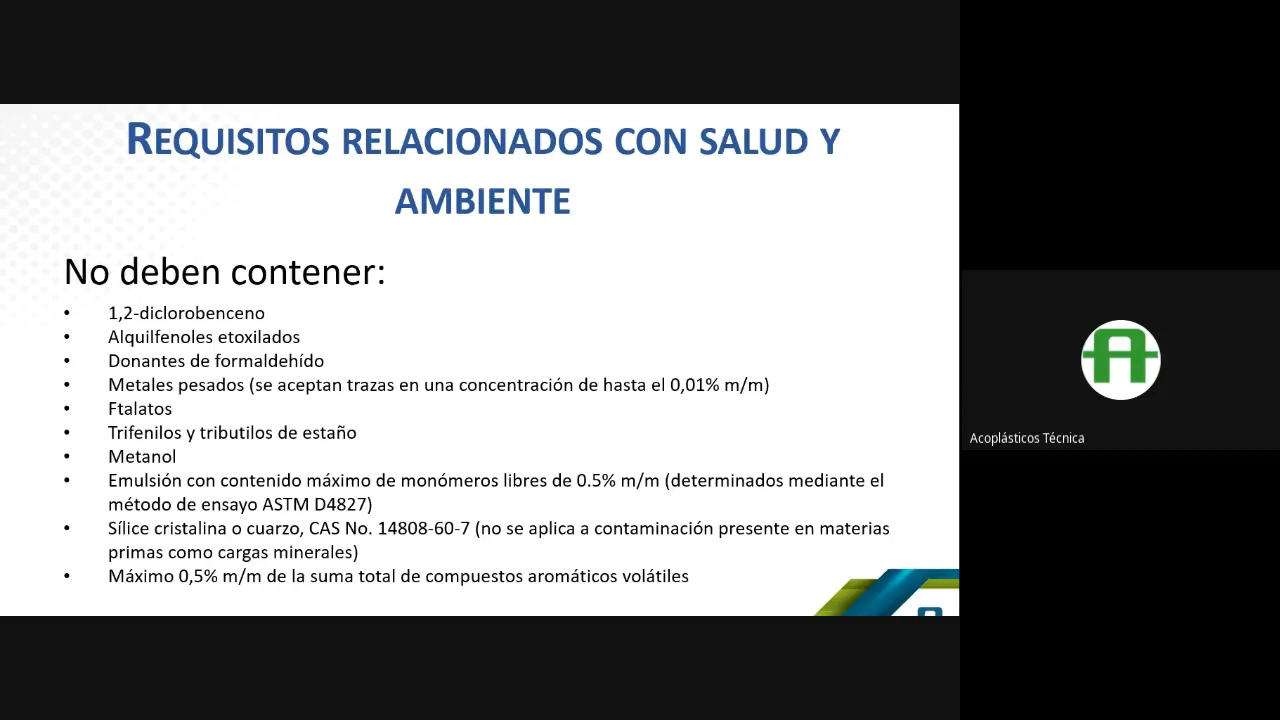 REQUISITOS RELACIONADOS CON SALUD Y
AMBIENTE
No deben contener:
• 1,2-diclorobenceno
• Alquilfenoles etoxilados
• Donantes de formaldehído
• Metales pesados (se aceptan trazas en una concentración de hasta el 0,01% m/m)
• Ftalatos
• Trifenilos y tributilos de estaño
• Metanol
• Emulsión con contenido máximo de monómeros libres de 0.5% m/m (determinados mediante el
método de ensayo ASTM D4827)
• Sílice cristalina o cuarzo, CAS No. 14808-60-7 (no se aplica a contaminación presente en materias
primas como cargas minerales)
• Máximo 0,5% m/m de la suma total de compuestos aromáticos volátiles
Acoplásticos Técnica